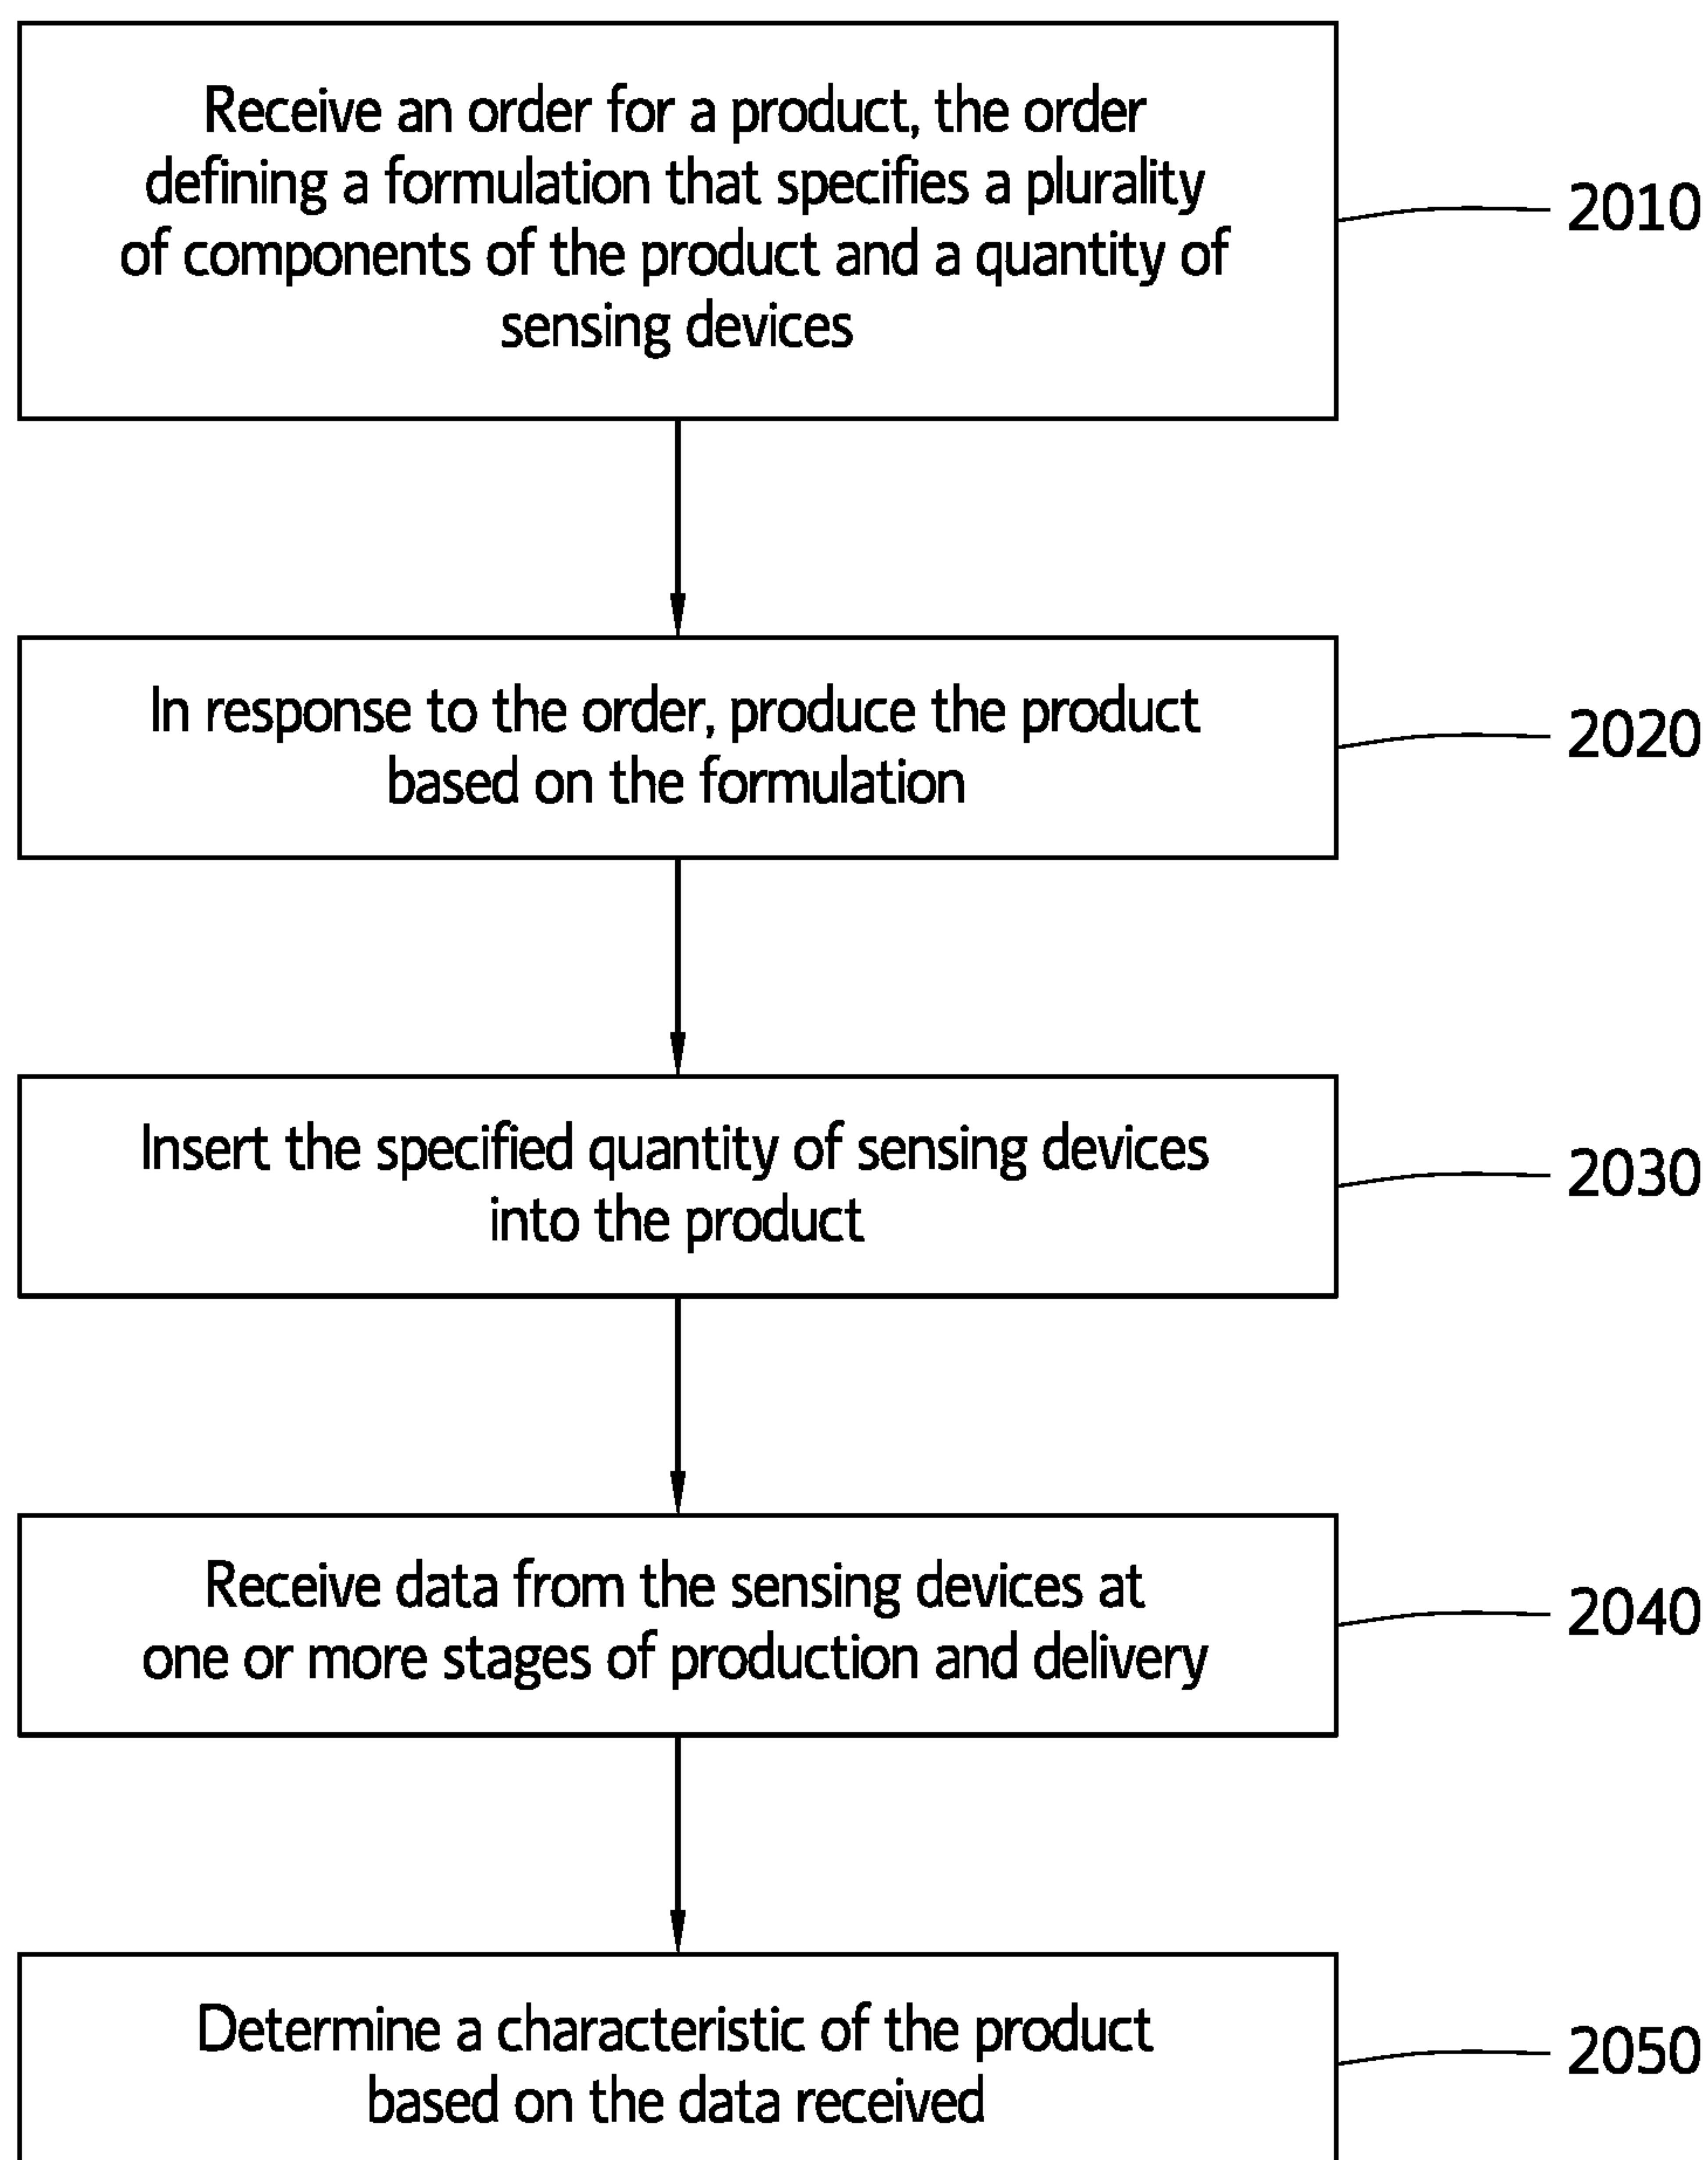 Receive an order for a product, the order
defining a formulation that specifies a plurality
of components of the product and a quantity of
sensing devices
2010
In response to the order, produce the product
based on the formulation
2020
Insert the specified quantity of sensing devices
into the product
2030
Receive data from the sensing devices at
one or more stages of production and delivery
2040
Determine a characteristic of the product
based on the data received
2050